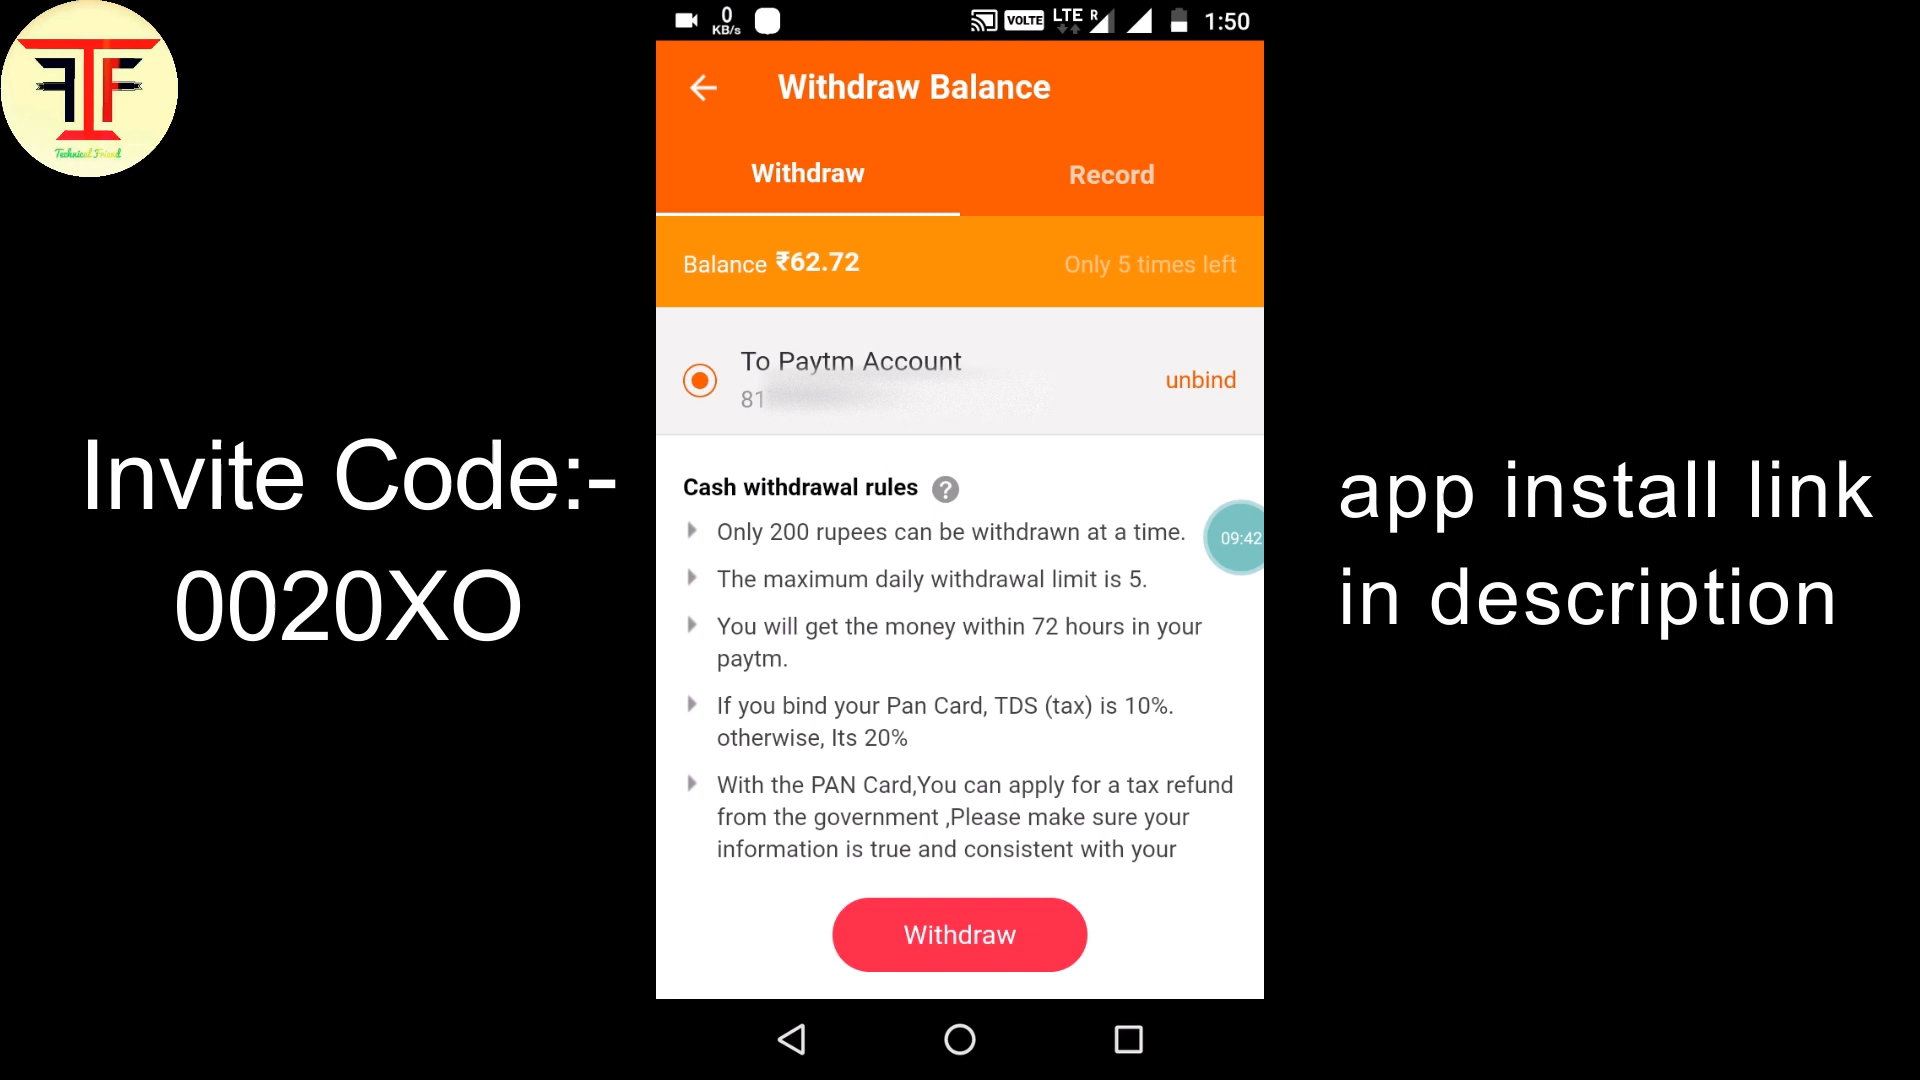 0
KB/s
VOLTE
LTE
R
1:50
Technical Friend
Withdraw Balance
Withdraw
Record
Balance ₹62.72
Only 5 times left
To Paytm Account
81
unbind
Invite Code:-
0020XO
app install link
in description
Cash withdrawal rules ?
Only 200 rupees can be withdrawn at a time.
09:42
The maximum daily withdrawal limit is 5.
You will get the money within 72 hours in your
paytm.
If you bind your Pan Card, TDS (tax) is 10%.
otherwise, Its 20%
With the PAN Card,You can apply for a tax refund
from the government ,Please make sure your
information is true and consistent with your
Withdraw